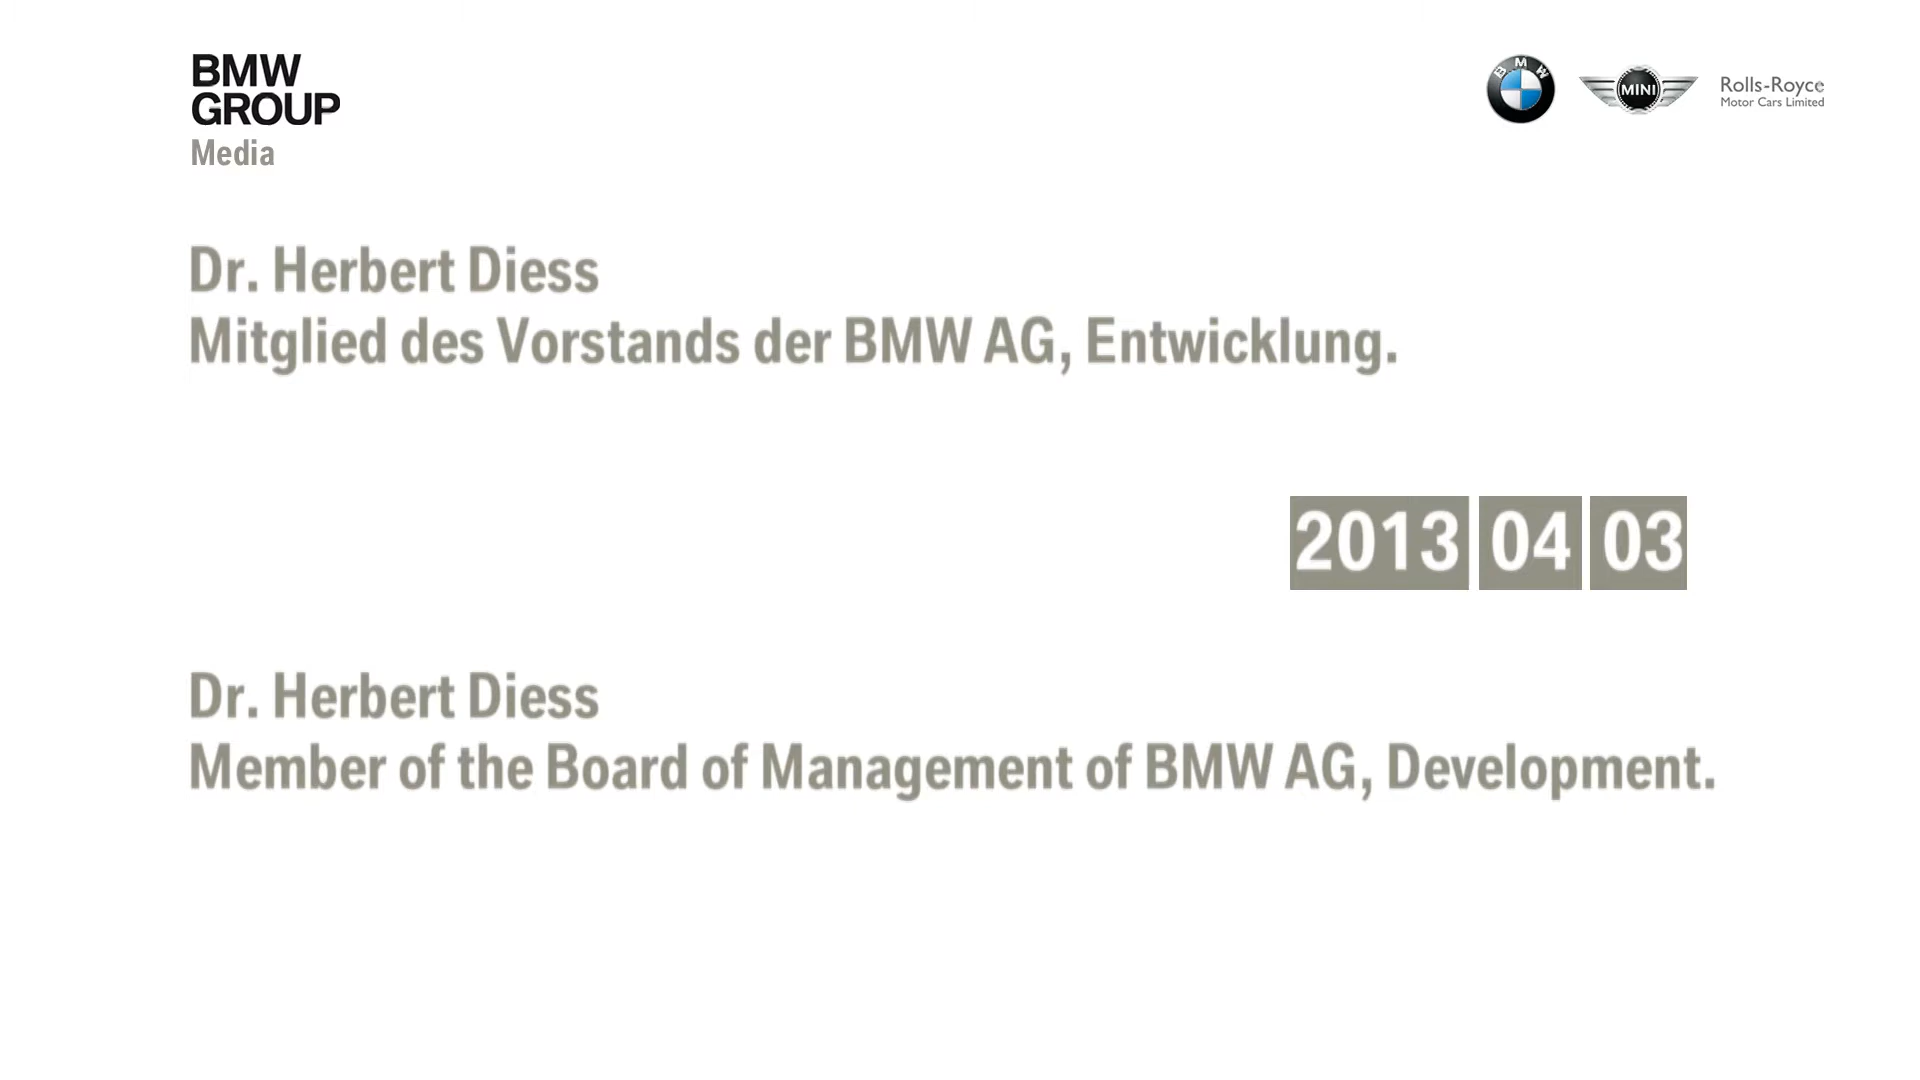 BMW
GROUP
Media
BMW
MINI
Rolls-Royce
Motor Cars Limited
Dr. Herbert Diess
Mitglied des Vorstands der BMW AG, Entwicklung.
2013 04 03
Dr. Herbert Diess
Member of the Board of Management of BMW AG, Development.